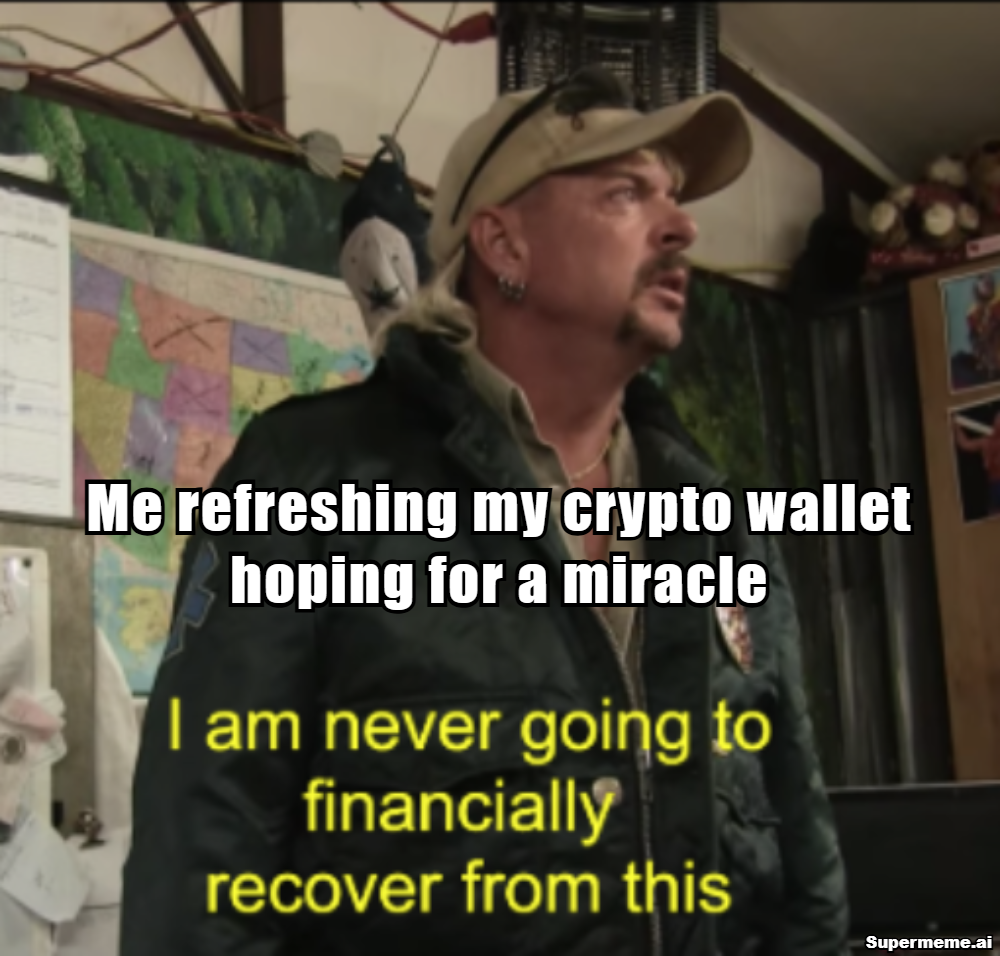 Me refreshing my crypto wallet
hoping for a miracle
I am never going to
financially
recover from this
Supermeme.ai